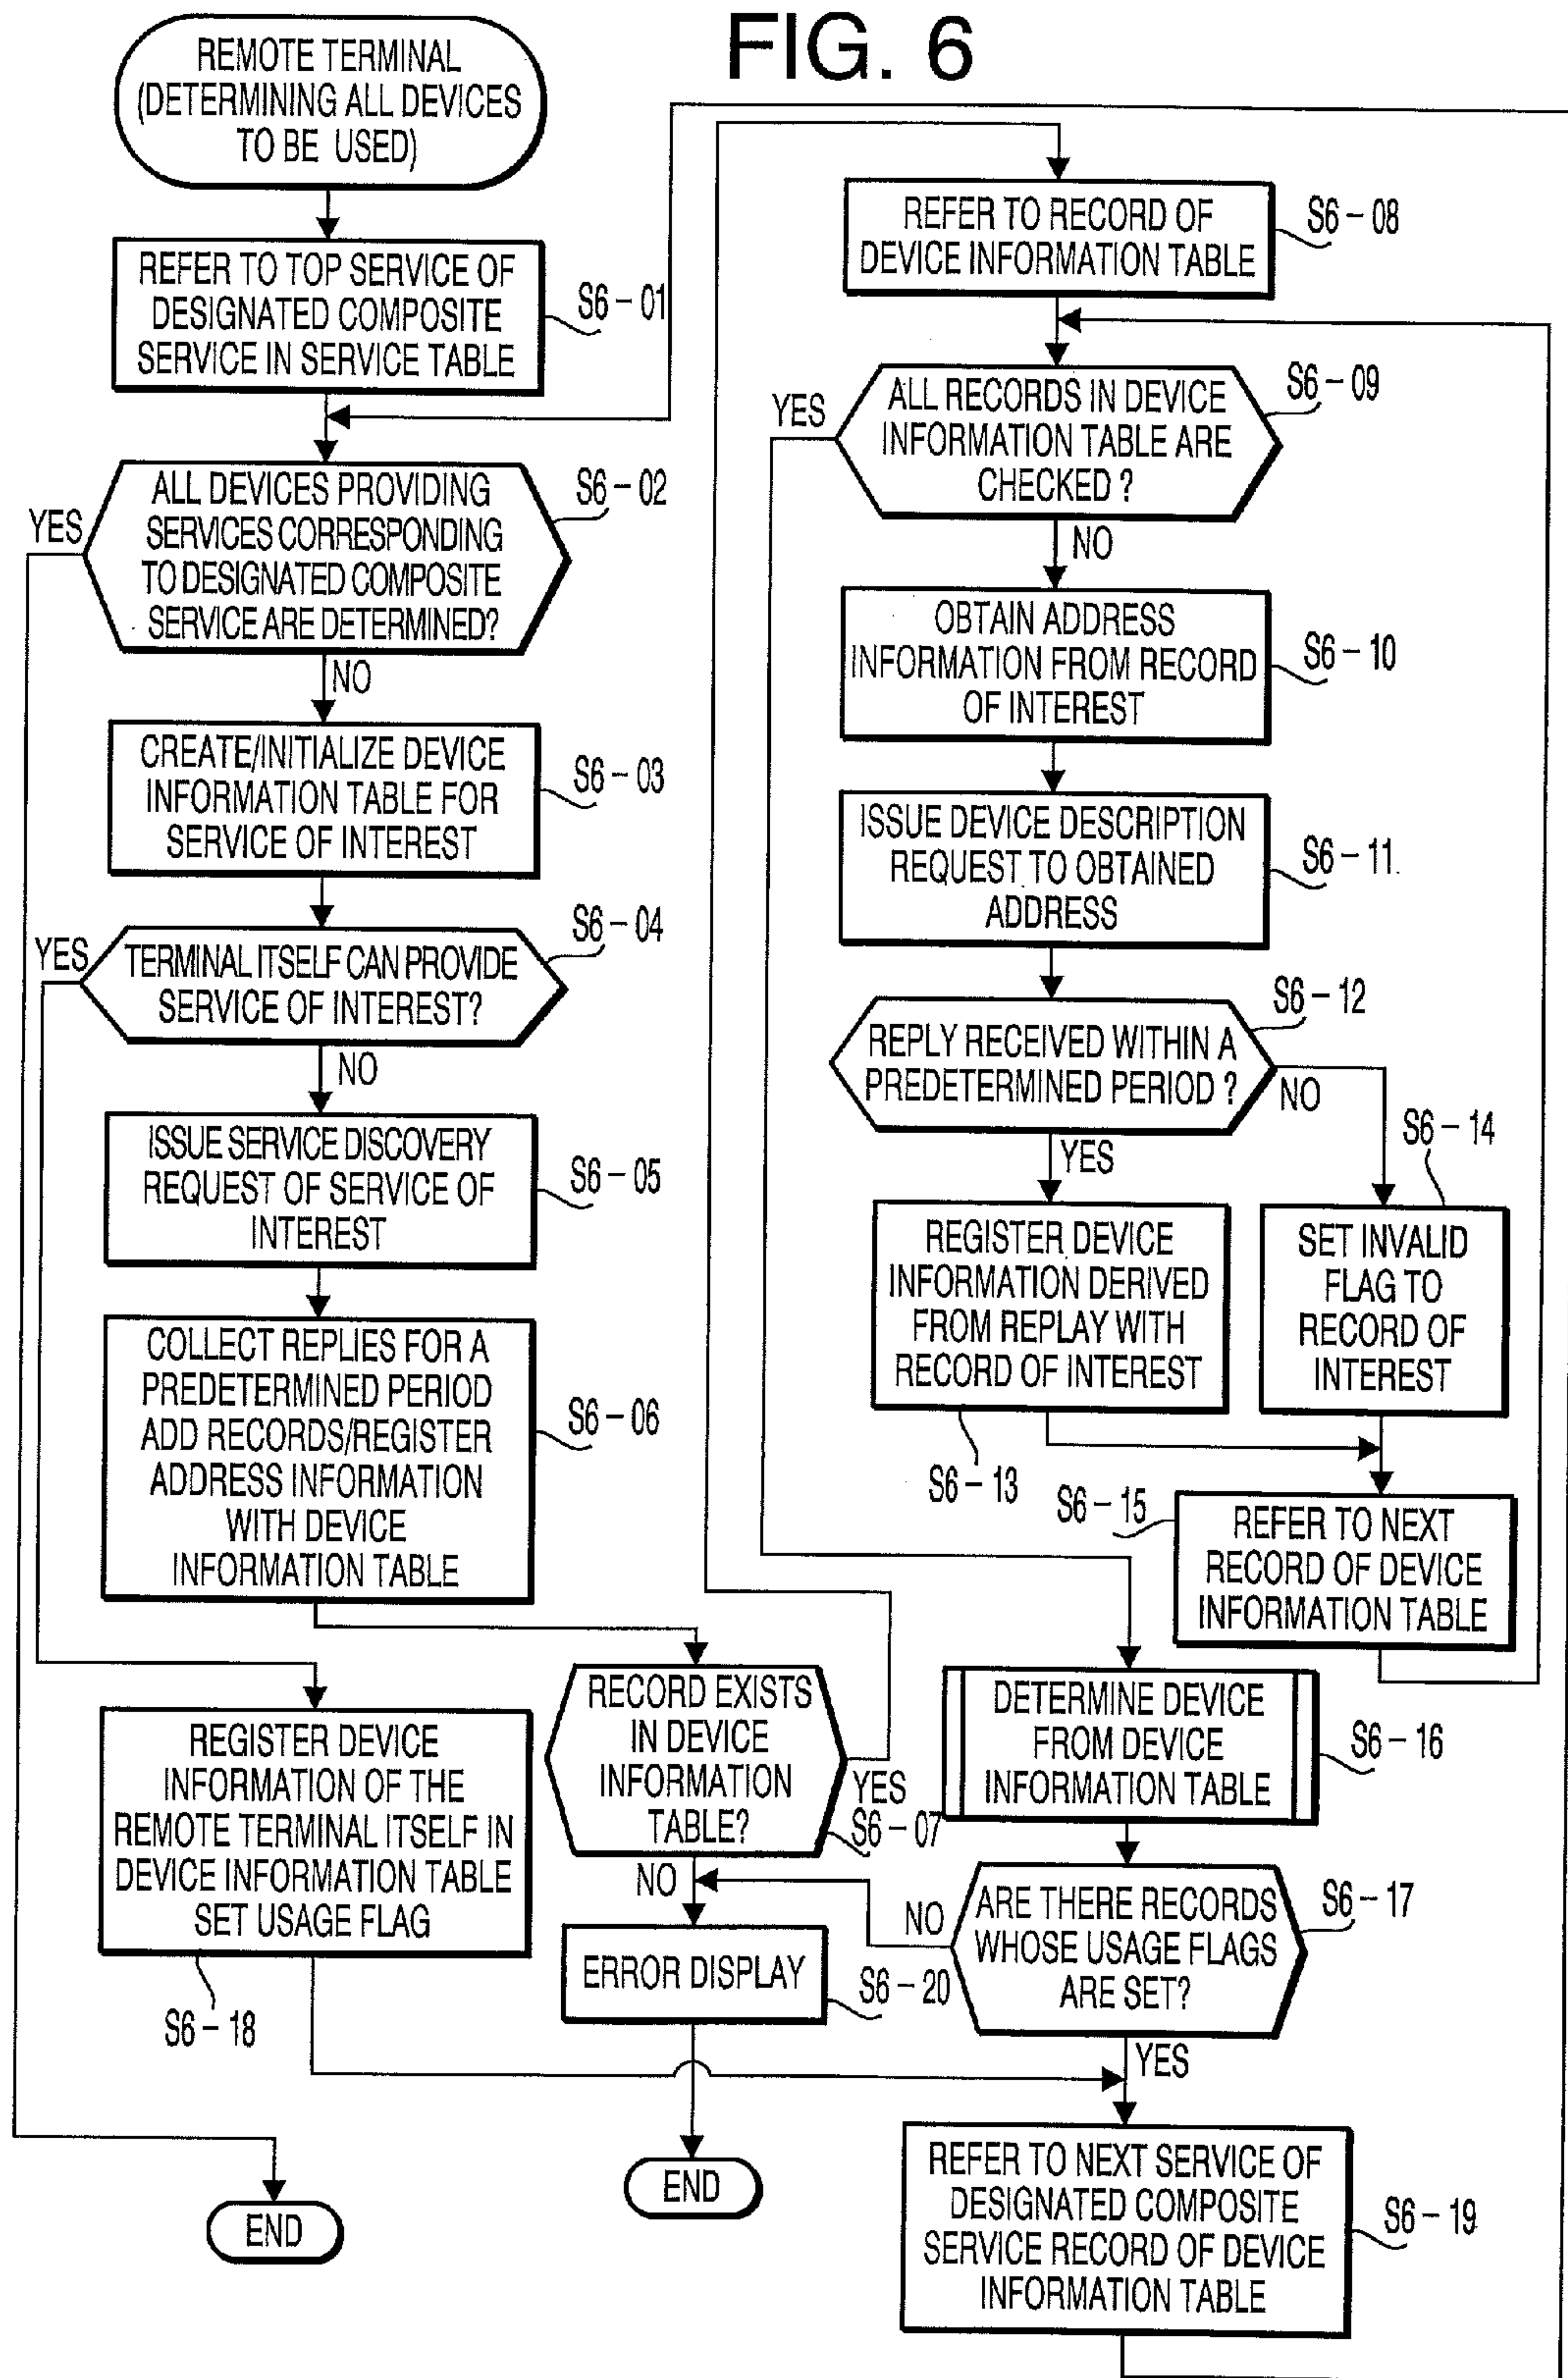 FIG. 6
REMOTE TERMINAL
(DETERMINING ALL DEVICES
TO BE USED)
REFER TO TOP SERVICE OF
DESIGNATED COMPOSITE
SERVICE IN SERVICE TABLE
S6-01
ALL DEVICES PROVIDING
SERVICES CORRESPONDING
TO DESIGNATED COMPOSITE
SERVICE ARE DETERMINED?
S6-02
YES
NO
CREATE/INITIALIZE DEVICE
INFORMATION TABLE FOR
SERVICE OF INTEREST
S6-03
TERMINAL ITSELF CAN PROVIDE
SERVICE OF INTEREST?
S6-04
YES
NO
ISSUE SERVICE DISCOVERY
REQUEST OF SERVICE OF
INTEREST
S6-05
COLLECT REPLIES FOR A
PREDETERMINED PERIOD
ADD RECORDS/REGISTER
ADDRESS INFORMATION
WITH DEVICE
INFORMATION TABLE
S6-06
RECORD EXISTS
IN DEVICE
INFORMATION
TABLE?
YES
S6-07
NO
REGISTER DEVICE
INFORMATION OF THE
REMOTE TERMINAL ITSELF IN
DEVICE INFORMATION TABLE
SET USAGE FLAG
S6-18
ERROR DISPLAY
S6-20
END
END
REFER TO RECORD OF
DEVICE INFORMATION TABLE
S6-08
ALL RECORDS IN DEVICE
INFORMATION TABLE ARE
CHECKED ?
S6-09
YES
NO
OBTAIN ADDRESS
INFORMATION FROM RECORD
OF INTEREST
S6-10
ISSUE DEVICE DESCRIPTION
REQUEST TO OBTAINED
ADDRESS
S6-11
REPLY RECEIVED WITHIN A
PREDETERMINED PERIOD ?
S6-12
NO
YES
REGISTER DEVICE
INFORMATION DERIVED
FROM REPLAY WITH
RECORD OF INTEREST
S6-13
SET INVALID
FLAG TO
RECORD OF
INTEREST
S6-14
S6-15
REFER TO NEXT
RECORD OF DEVICE
INFORMATION TABLE
DETERMINE DEVICE
FROM DEVICE
INFORMATION TABLE
S6-16
ARE THERE RECORDS
WHOSE USAGE FLAGS
ARE SET?
S6-17
NO
YES
REFER TO NEXT SERVICE OF
DESIGNATED COMPOSITE
SERVICE RECORD OF DEVICE
INFORMATION TABLE
S6-19